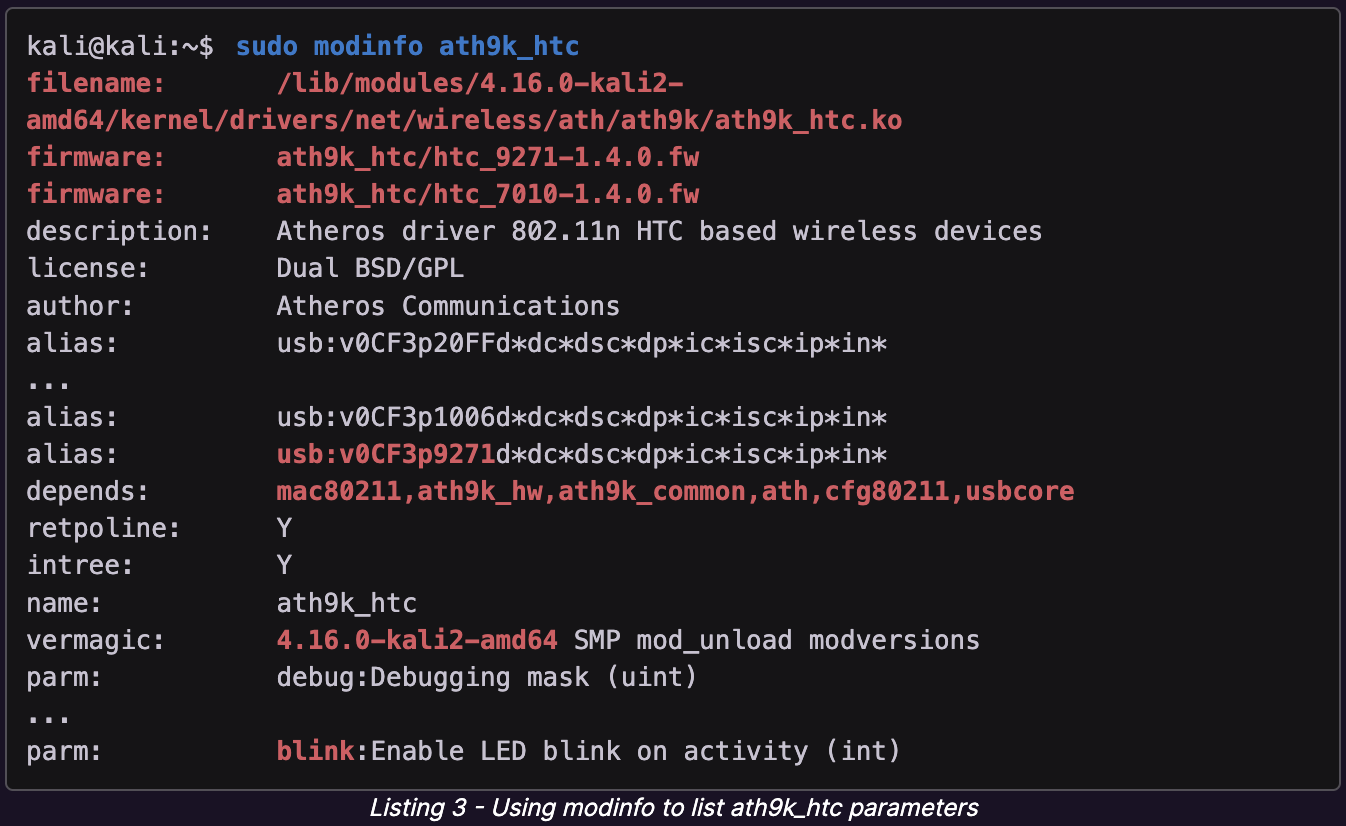 kali@kali:~$ sudo modinfo ath9k_htc
filename:       /lib/modules/4.16.0-kali2-
amd64/kernel/drivers/net/wireless/ath/ath9k/ath9k_htc.ko
firmware:       ath9k_htc/htc_9271-1.4.0.fw
firmware:       ath9k_htc/htc_7010-1.4.0.fw
description:    Atheros driver 802.11n HTC based wireless devices
license:        Dual BSD/GPL
author:         Atheros Communications
alias:          usb:v0CF3p20FFd*dc*dsc*dp*ic*isc*ip*in*
...
alias:          usb:v0CF3p1006d*dc*dsc*dp*ic*isc*ip*in*
alias:          usb:v0CF3p9271d*dc*dsc*dp*ic*isc*ip*in*
depends:        mac80211,ath9k_hw,ath9k_common,ath,cfg80211,usbcore
retpoline:      Y
intree:         Y
name:           ath9k_htc
vermagic:       4.16.0-kali2-amd64 SMP mod_unload modversions
parm:           debug:Debugging mask (uint)
...
parm:           blink:Enable LED blink on activity (int)
Listing 3 - Using modinfo to list ath9k_htc parameters